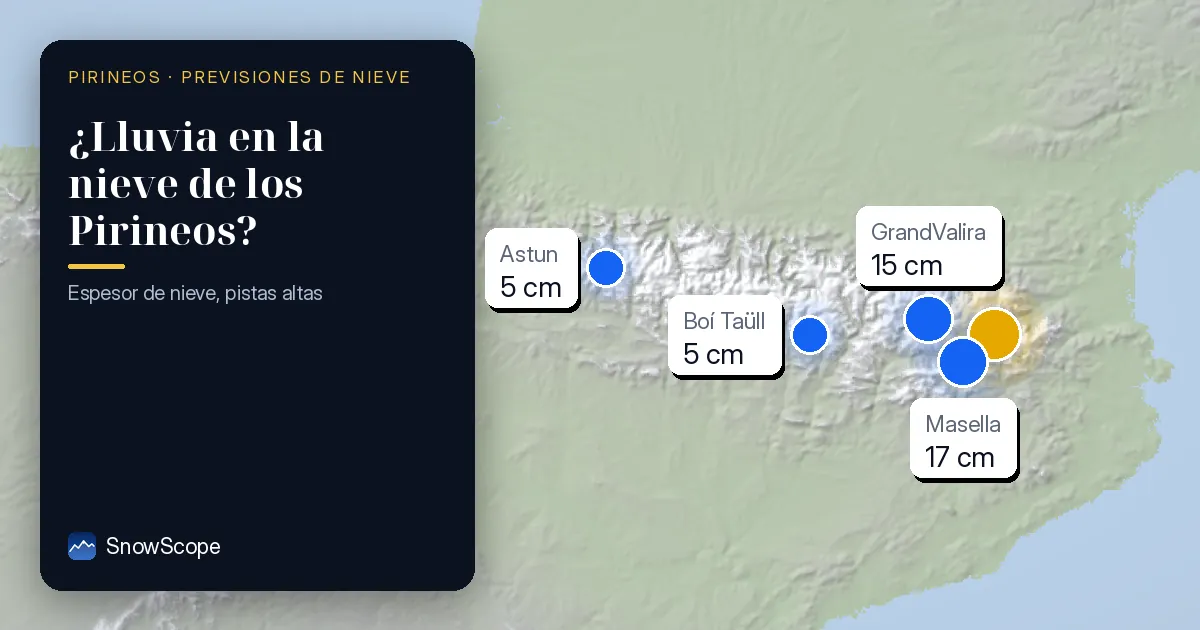 PIRINEOS · PREVISIONES DE NIEVE
¿Lluvia en la
nieve de los
Pirineos?
Espesor de nieve, pistas altas
SnowScope
Astun
5 cm
Boí Taüll
5 cm
GrandValira
15 cm
Masella
17 cm